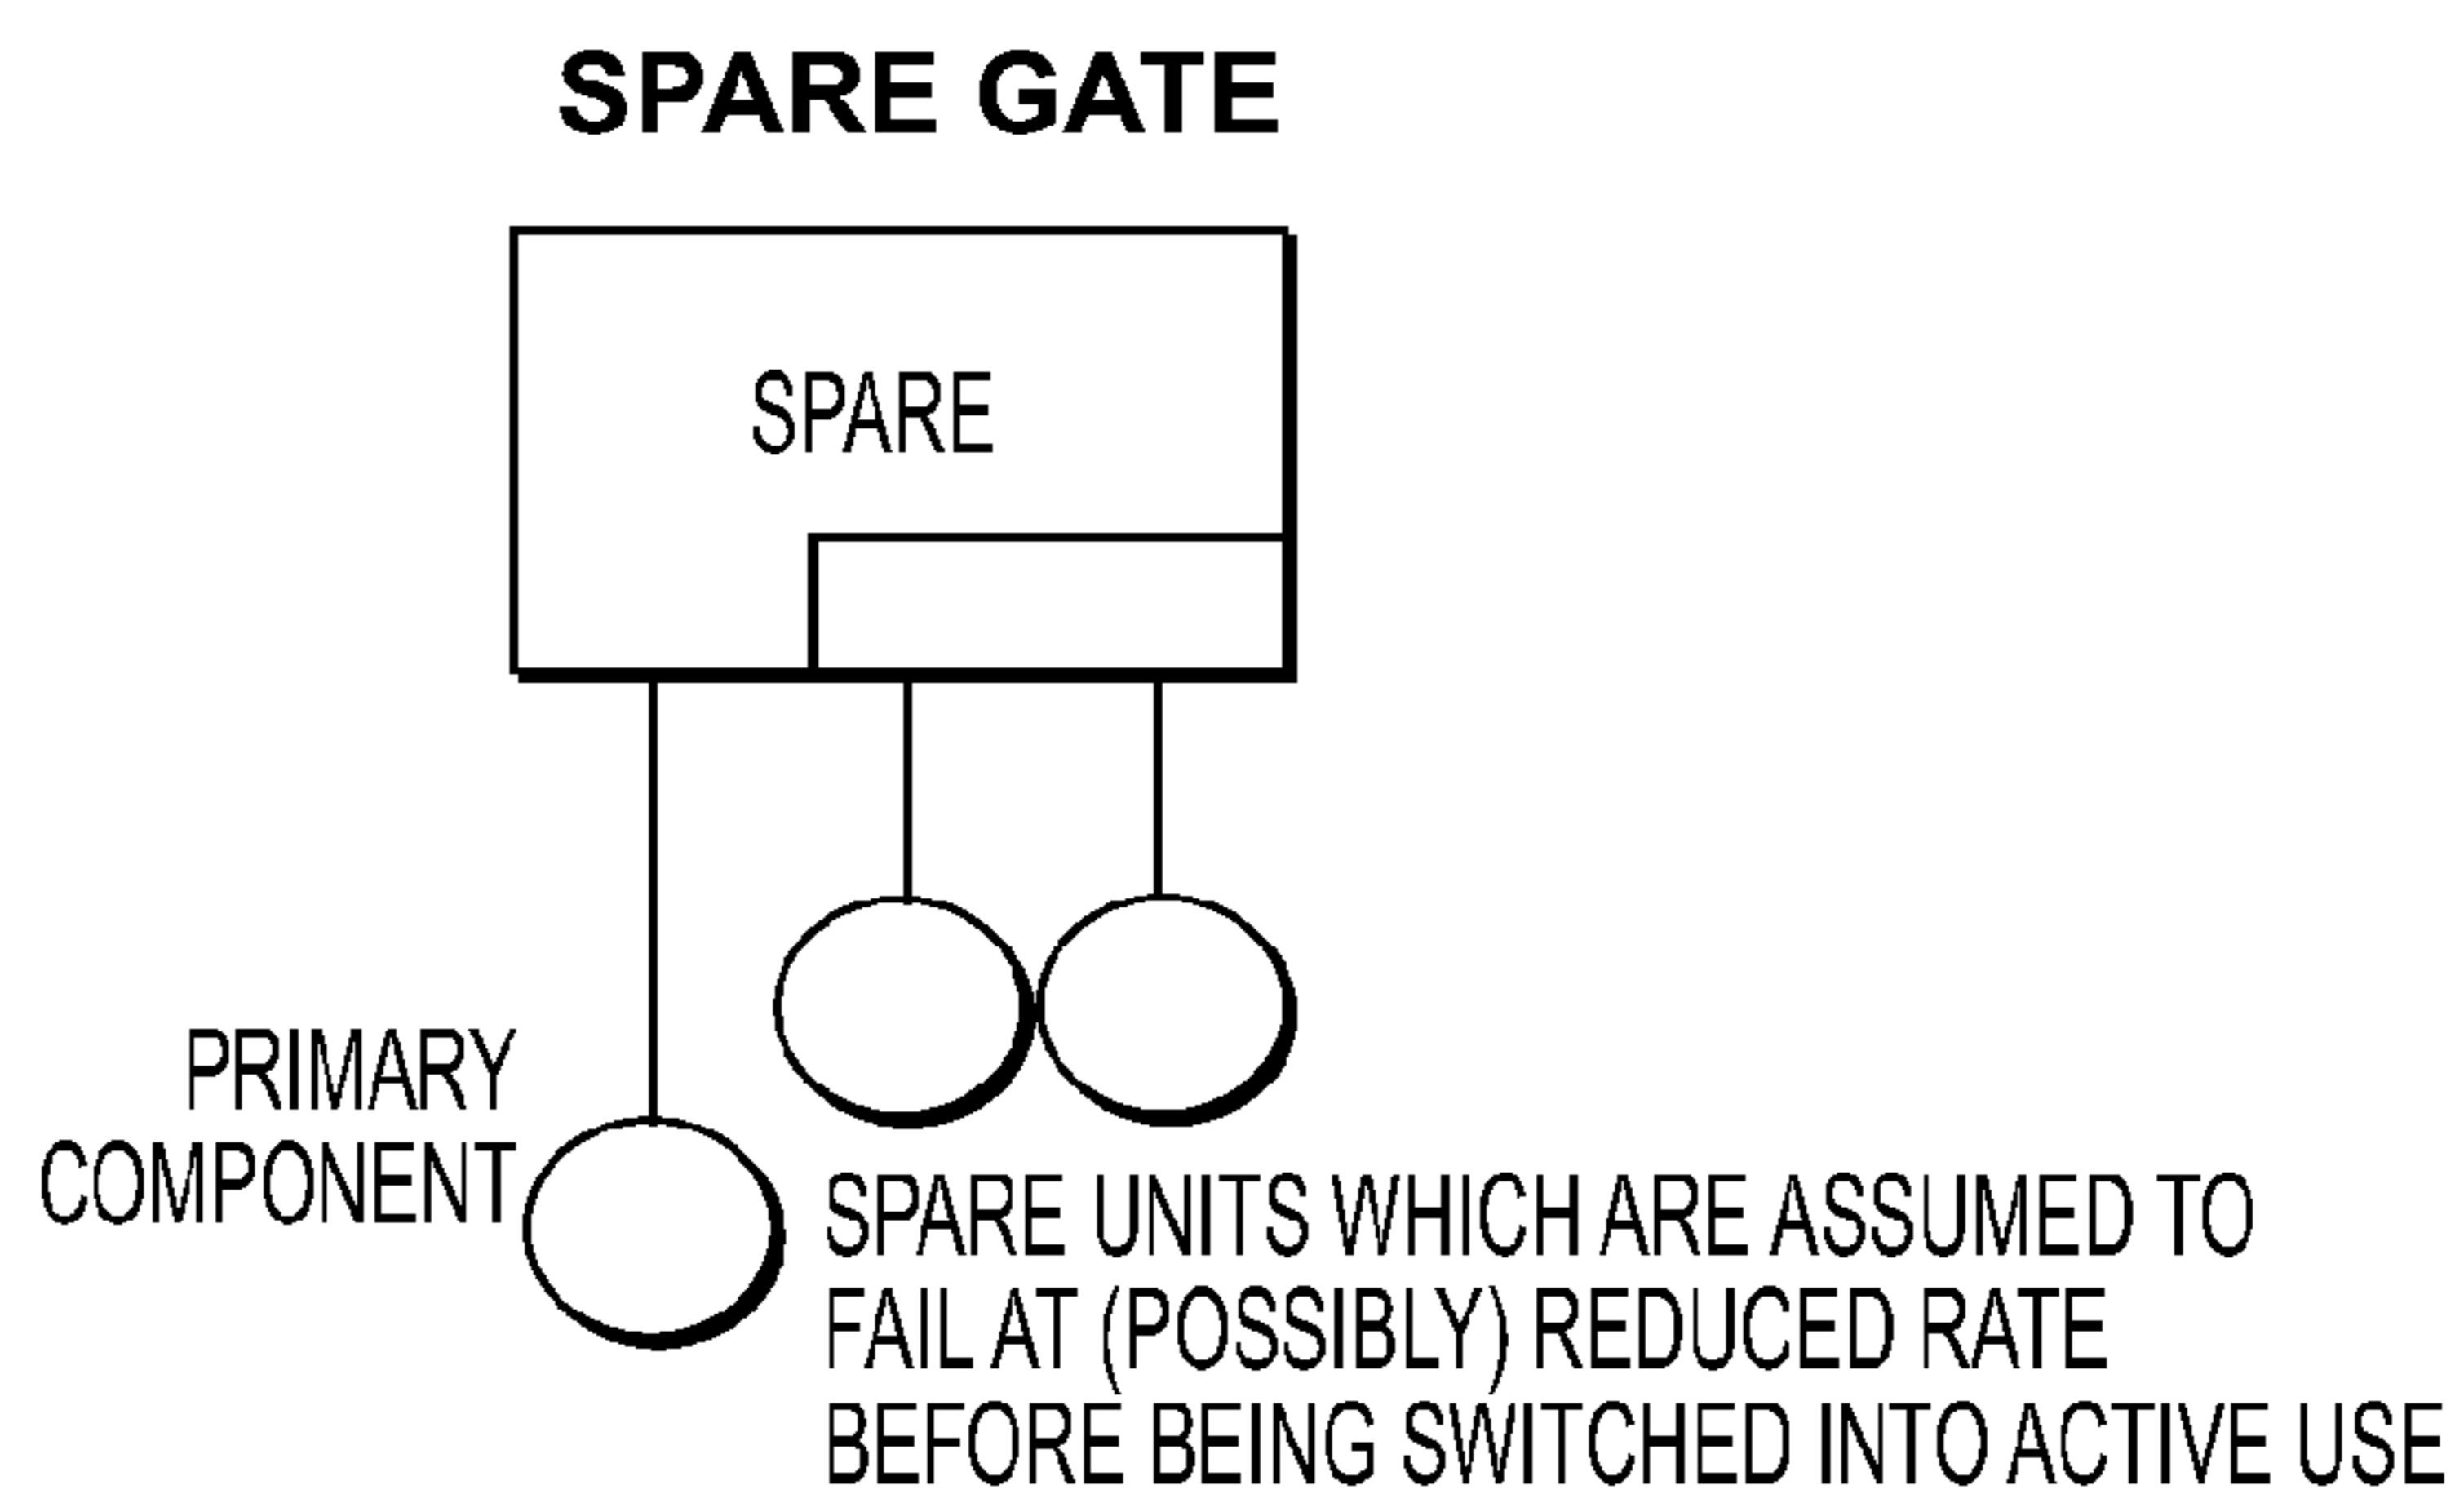 SPARE GATE
SPARE
PRIMARY
COMPONENT
SPARE UNITS WHICH ARE ASSUMED TO
FAIL AT (POSSIBLY) REDUCED RATE
BEFORE BEING SWITCHED INTO ACTIVE USE